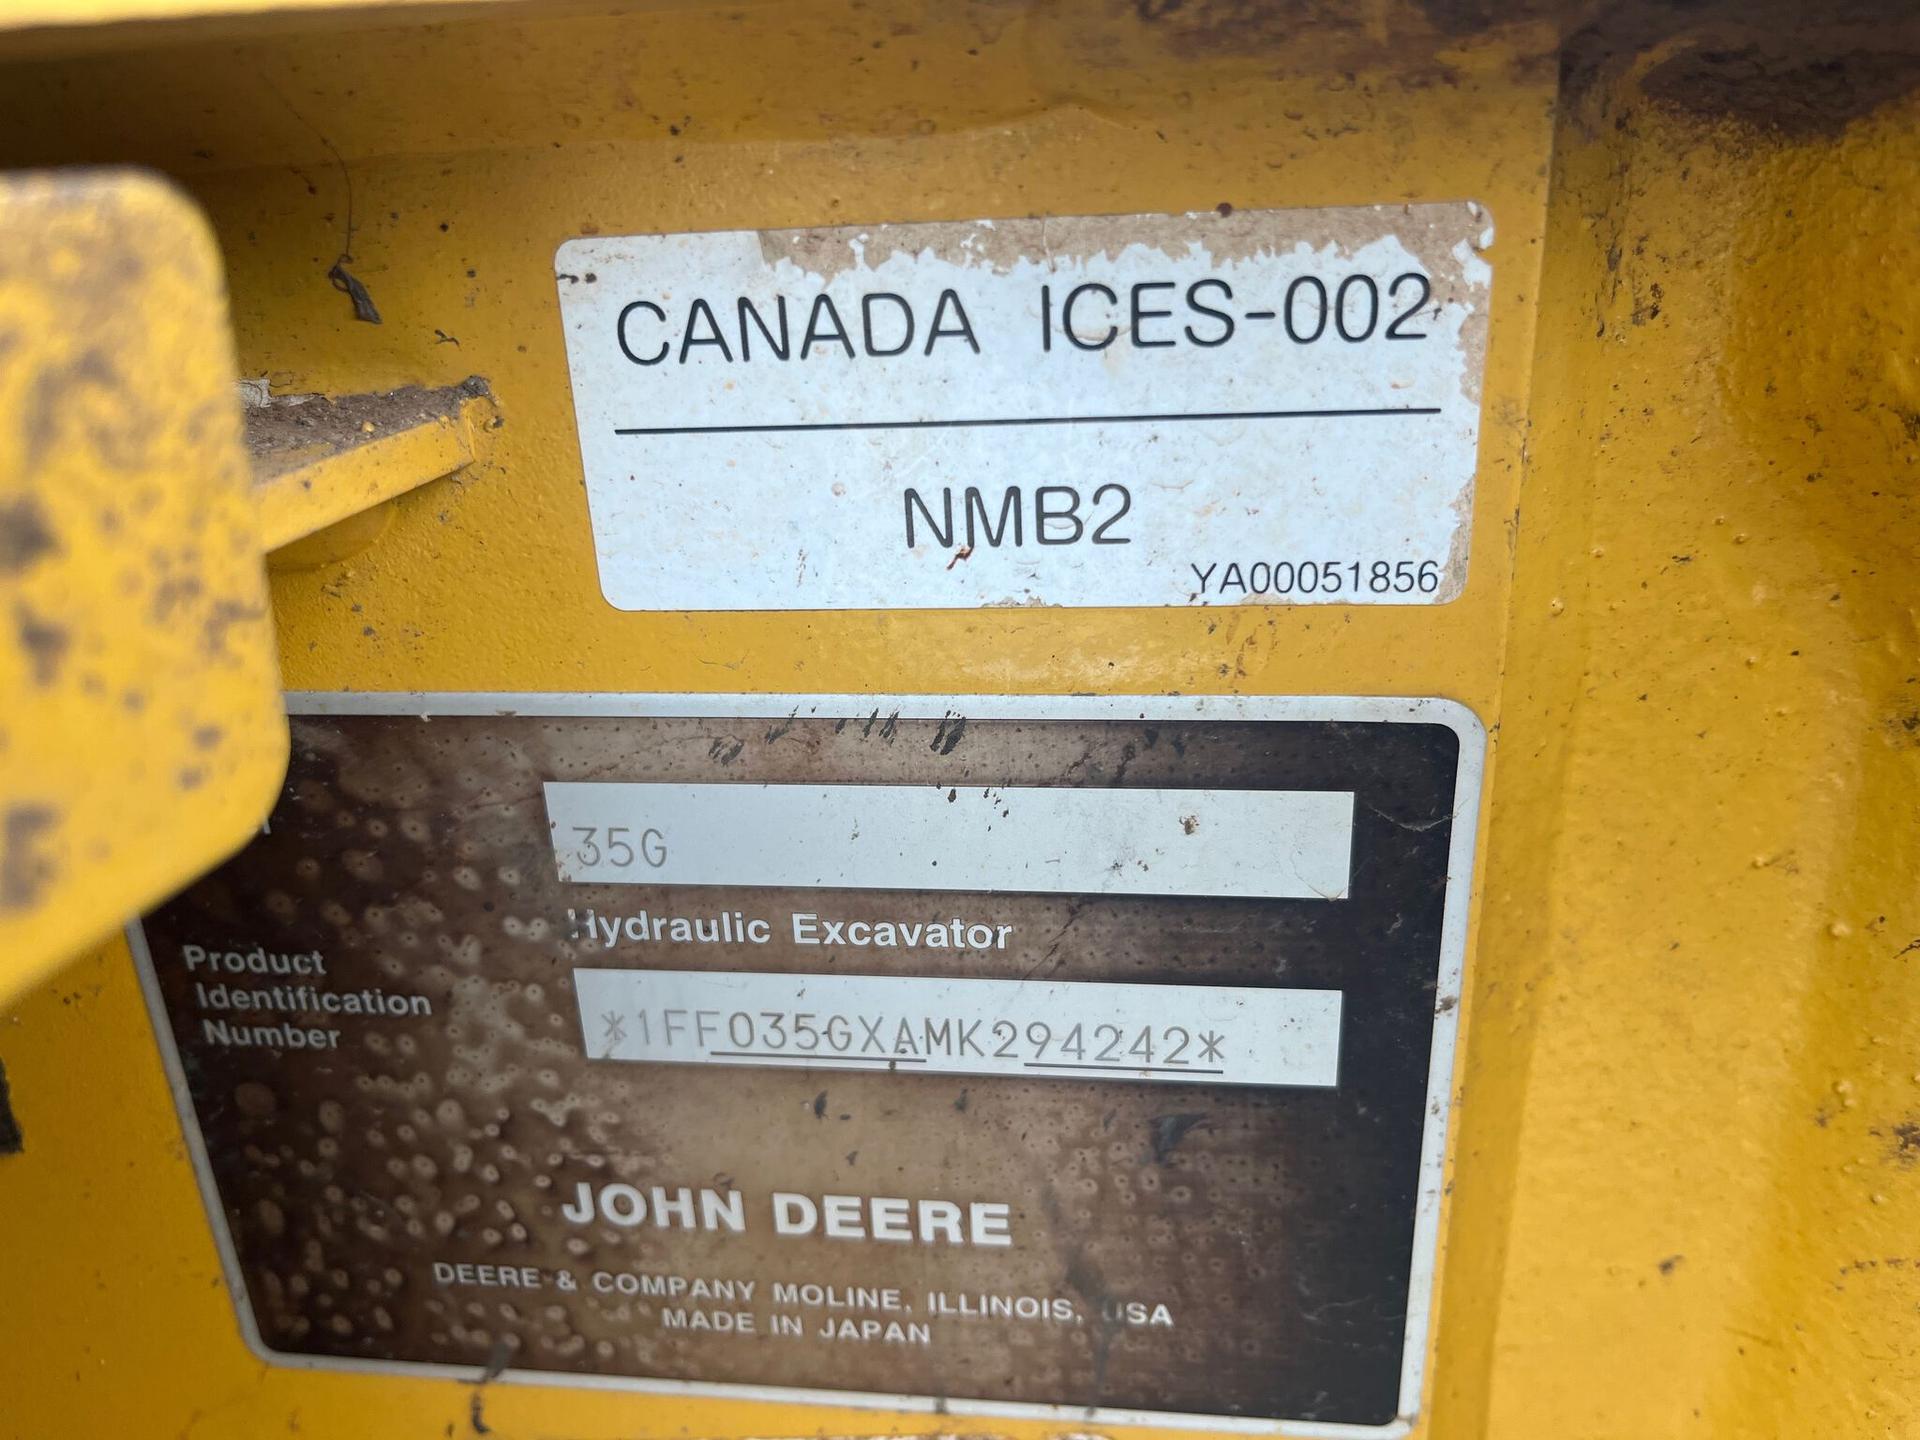 CANADA ICES-002
NMB2
YA00051856
35G
Hydraulic Excavator
Product
Identification
Number
*1FF035GXAMK294242*
JOHN DEERE
DEERE & COMPANY MOLINE, ILLINOIS, USA
MADE IN JAPAN